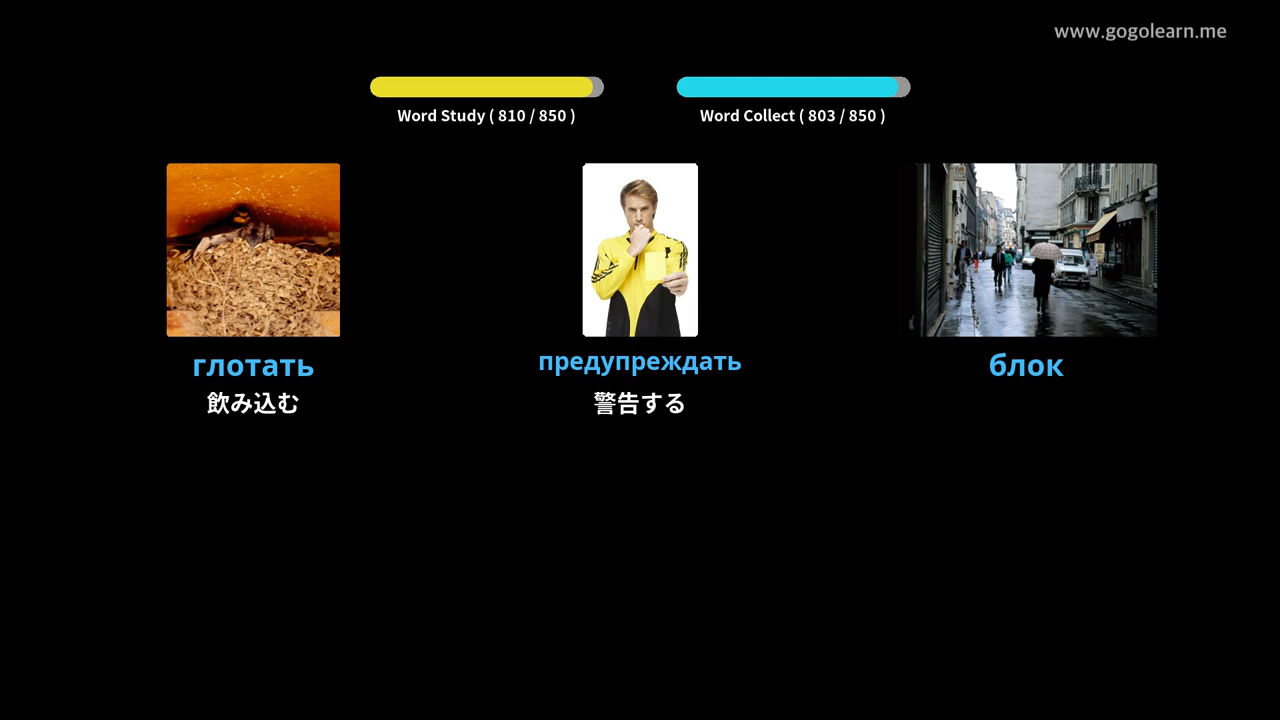 www.gogolearn.me
Word Study ( 810 / 850 )
Word Collect ( 803 / 850 )
глотать
предупреждать
блок
飲み込む
警告する